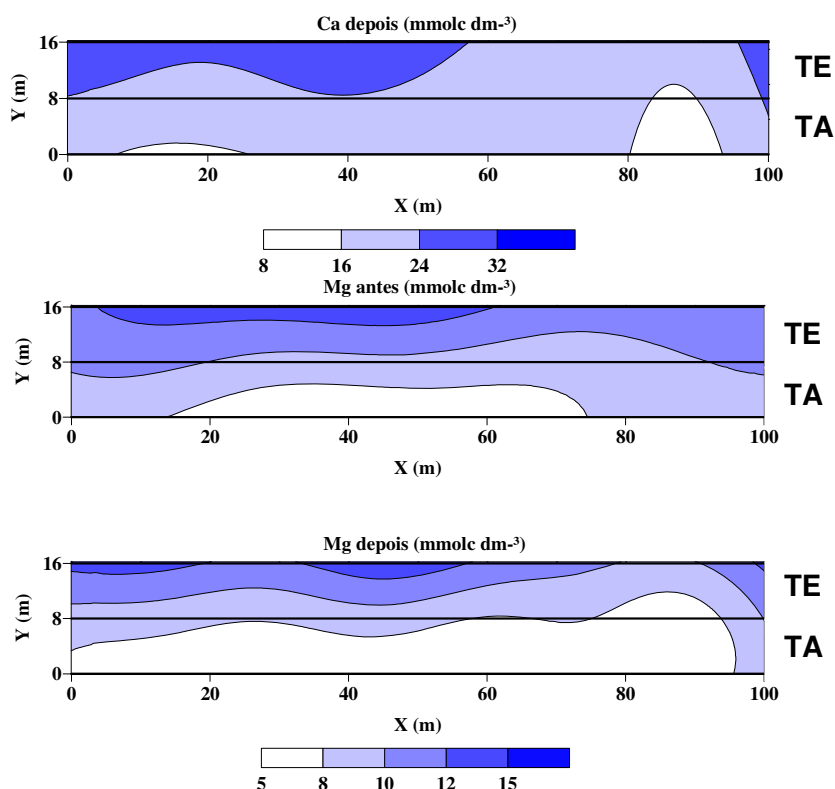 Ca depois (mmolc dm-³)
16
TE
Y (m)
8
TA
0
0 20 40 60 80 100
X (m)
8 16 24 32
Mg antes (mmolc dm-³)
16
TE
Y (m)
8
TA
0
0 20 40 60 80 100
X (m)
Mg depois (mmolc dm-³)
16
TE
Y (m)
8
TA
0
0 20 40 60 80 100
X (m)
5 8 10 12 15